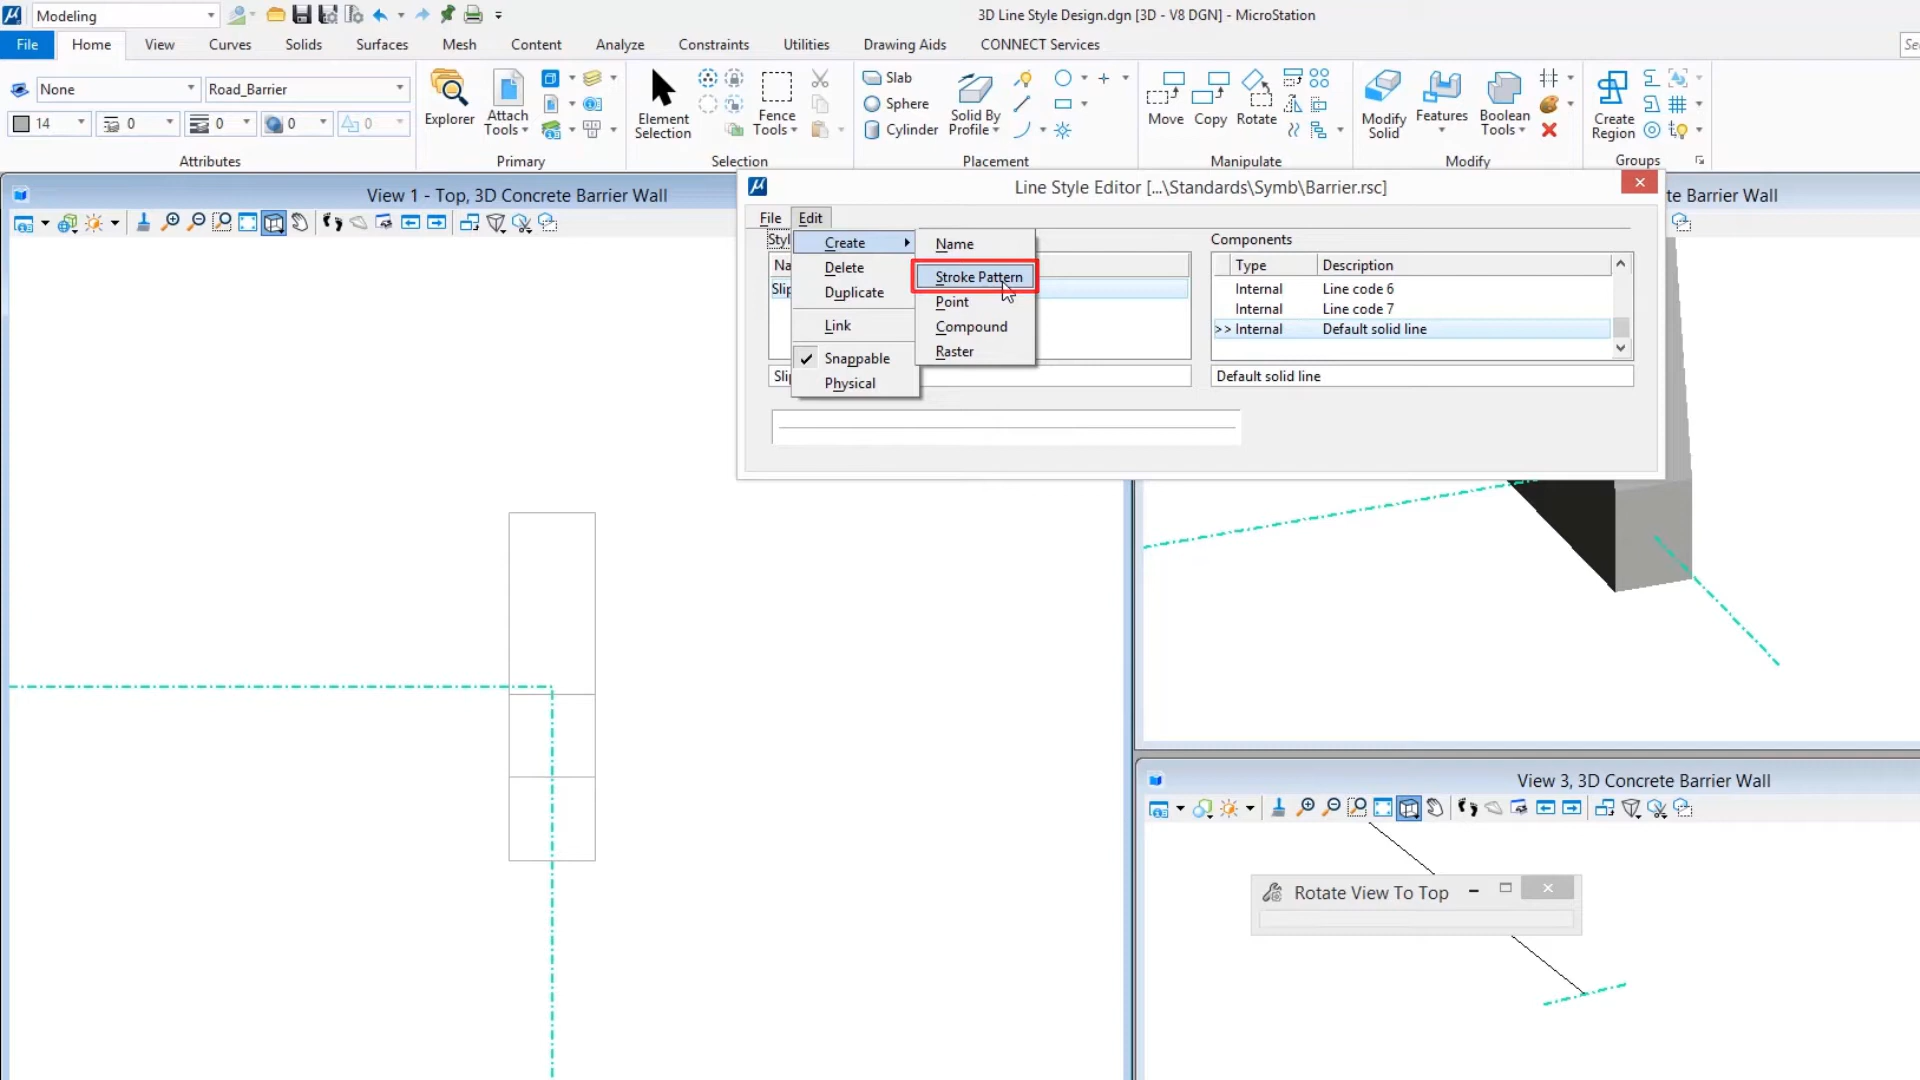 Modeling
3D Line Style Design.dgn [3D - V8 DGN] - MicroStation
File Home View Curves Solids Surfaces Mesh Content Analyze Constraints Utilities Drawing Aids CONNECT Services
None Road_Barrier
14 0 0 0 0
Attributes
Explorer
Attach Tools
Primary
Element Selection
Fence Tools
Selection
Slab
Sphere
Cylinder
Solid By Profile
Placement
Move Copy Rotate
Manipulate
Modify Solid
Features
Boolean Tools
Modify
Create Region
Groups
View 1 - Top, 3D Concrete Barrier Wall
Line Style Editor [...\Standards\Symb\Barrier.rsc]
te Barrier Wall
File Edit
Create
Delete
Duplicate
Link
Snappable
Physical
Name
Stroke Pattern
Point
Compound
Raster
Components
Type Description
Internal Line code 6
Internal Line code 7
>> Internal Default solid line
Default solid line
View 3, 3D Concrete Barrier Wall
Rotate View To Top